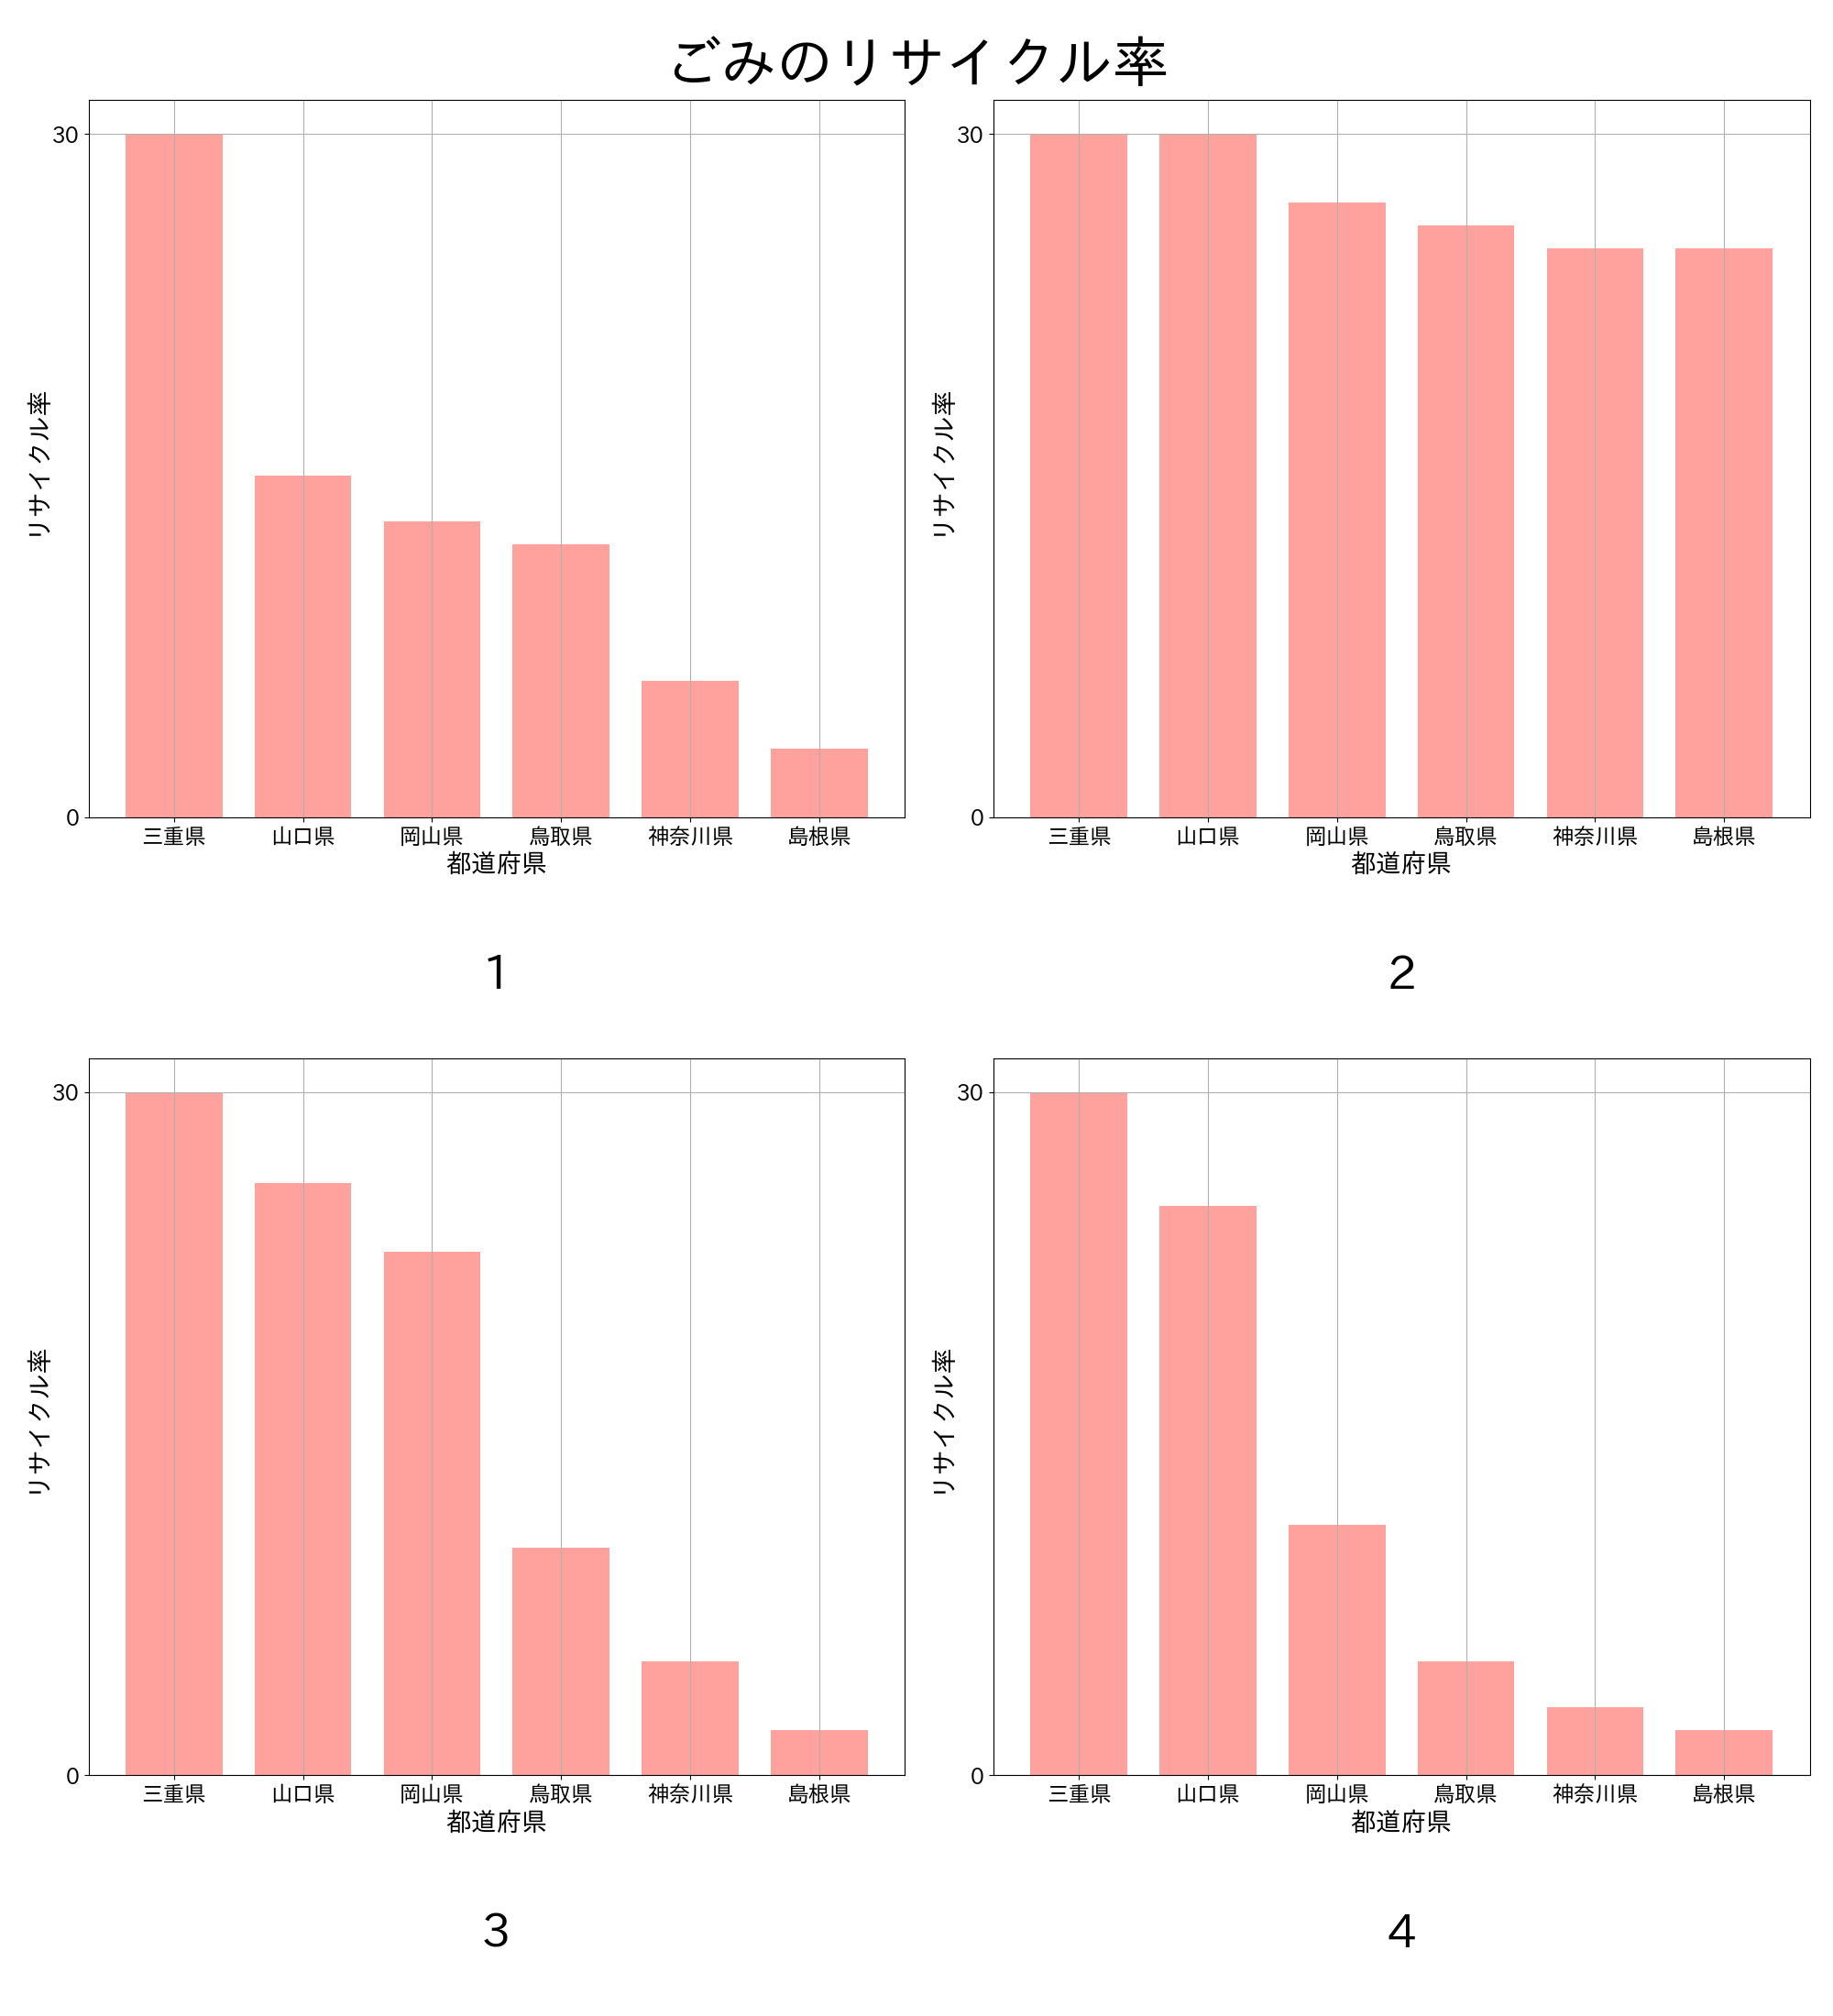 ごみのリサイクル率
30
0
リサイクル率
三重県 山口県 岡山県 鳥取県 神奈川県 島根県
都道府県
1
30
0
リサイクル率
三重県 山口県 岡山県 鳥取県 神奈川県 島根県
都道府県
2
30
0
リサイクル率
三重県 山口県 岡山県 鳥取県 神奈川県 島根県
都道府県
3
30
0
リサイクル率
三重県 山口県 岡山県 鳥取県 神奈川県 島根県
都道府県
4